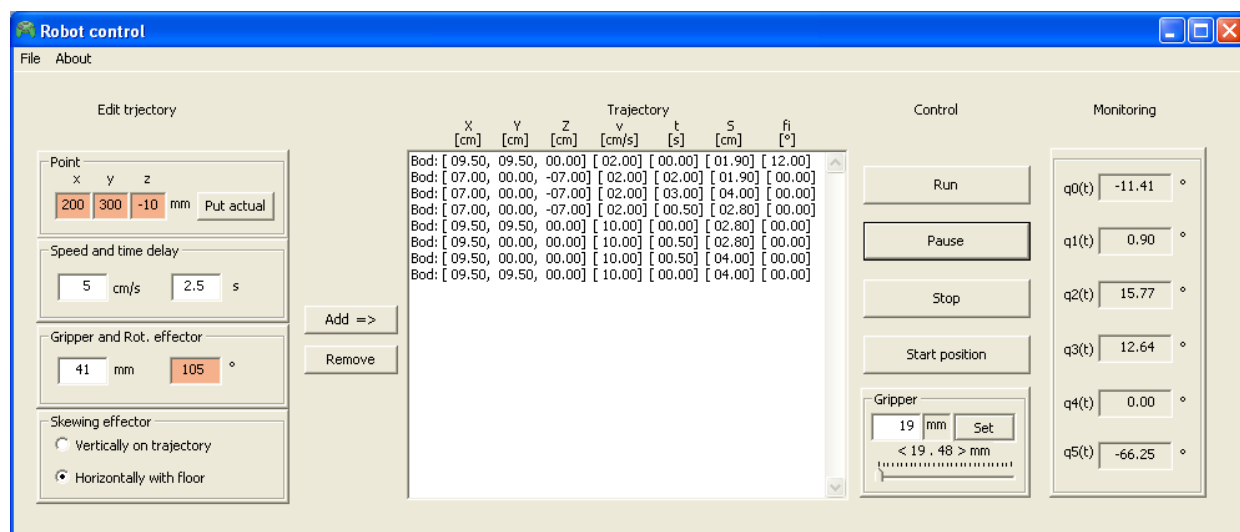 Robot control
File About
Edit trjectory
Point
x y z
200 300 -10 mm Put actual
Speed and time delay
5 cm/s 2.5 s
Gripper and Rot. effector
41 mm 105 °
Skewing effector
Vertically on trajectory
Horizontally with floor
Add =>
Remove
Trajectory
X Y Z v t S fi
[cm] [cm] [cm] [cm/s] [s] [cm] [°]
Bod: [ 09.50, 09.50, 00.00] [ 02.00] [ 00.00] [ 01.90] [ 12.00]
Bod: [ 07.00, 00.00, -07.00] [ 02.00] [ 02.00] [ 01.90] [ 00.00]
Bod: [ 07.00, 00.00, -07.00] [ 02.00] [ 03.00] [ 04.00] [ 00.00]
Bod: [ 07.00, 00.00, -07.00] [ 02.00] [ 00.50] [ 02.80] [ 00.00]
Bod: [ 09.50, 09.50, 00.00] [ 10.00] [ 00.00] [ 02.80] [ 00.00]
Bod: [ 09.50, 00.00, 00.00] [ 10.00] [ 00.50] [ 02.80] [ 00.00]
Bod: [ 09.50, 00.00, 00.00] [ 10.00] [ 00.50] [ 04.00] [ 00.00]
Bod: [ 09.50, 09.50, 00.00] [ 10.00] [ 00.00] [ 04.00] [ 00.00]
Control
Run
Pause
Stop
Start position
Gripper
19 mm Set
< 19 . 48 > mm
Monitoring
q0(t) -11.41 °
q1(t) 0.90 °
q2(t) 15.77 °
q3(t) 12.64 °
q4(t) 0.00 °
q5(t) -66.25 °